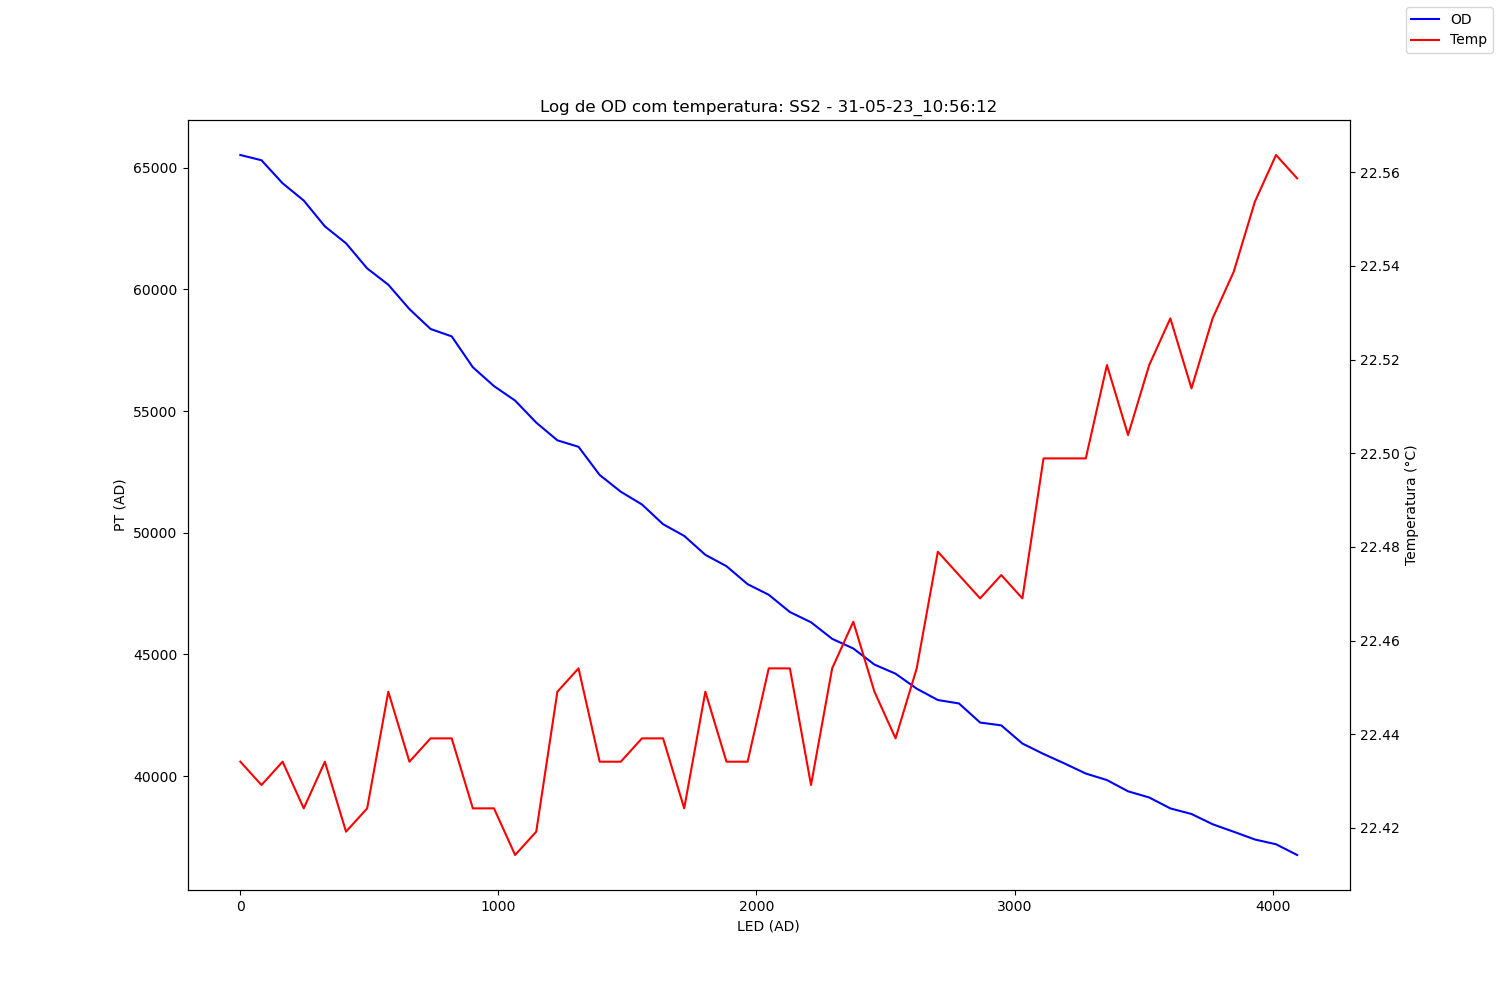 OD
Temp
Log de OD com temperatura: SS2 - 31-05-23_10:56:12
65000
60000
55000
50000
45000
40000
PT (AD)
22.56
22.54
22.52
22.50
22.48
22.46
22.44
22.42
Temperatura (°C)
0 1000 2000 3000 4000
LED (AD)